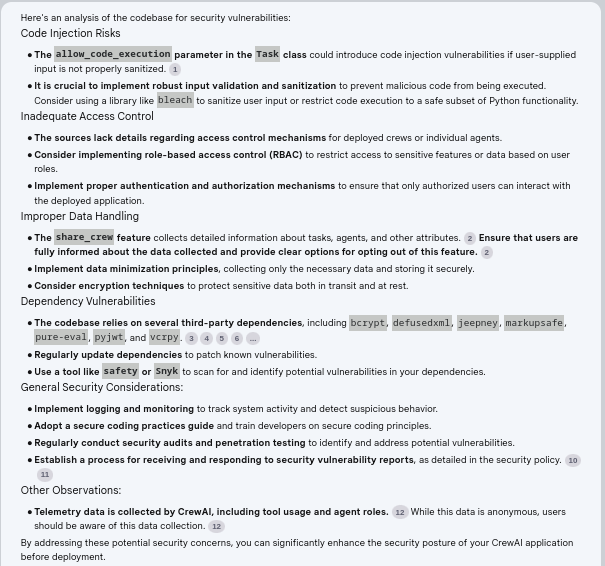 Here's an analysis of the codebase for security vulnerabilities:
Code Injection Risks
• The allow_code_execution parameter in the Task class could introduce code injection vulnerabilities if user-supplied
input is not properly sanitized. 1
• It is crucial to implement robust input validation and sanitization to prevent malicious code from being executed.
Consider using a library like bleach to sanitize user input or restrict code execution to a safe subset of Python functionality.
Inadequate Access Control
• The sources lack details regarding access control mechanisms for deployed crews or individual agents.
• Consider implementing role-based access control (RBAC) to restrict access to sensitive features or data based on user
roles.
• Implement proper authentication and authorization mechanisms to ensure that only authorized users can interact with
the deployed application.
Improper Data Handling
• The share_crew feature collects detailed information about tasks, agents, and other attributes. 2 Ensure that users are
fully informed about the data collected and provide clear options for opting out of this feature. 2
• Implement data minimization principles, collecting only the necessary data and storing it securely.
• Consider encryption techniques to protect sensitive data both in transit and at rest.
Dependency Vulnerabilities
• The codebase relies on several third-party dependencies, including bcrypt, defusedxml, jeepney, markupsafe,
pure-eval, pyjwt, and vcrpy. 3 4 5 6 ...
• Regularly update dependencies to patch known vulnerabilities.
• Use a tool like safety or Snyk to scan for and identify potential vulnerabilities in your dependencies.
General Security Considerations:
• Implement logging and monitoring to track system activity and detect suspicious behavior.
• Adopt a secure coding practices guide and train developers on secure coding principles.
• Regularly conduct security audits and penetration testing to identify and address potential vulnerabilities.
• Establish a process for receiving and responding to security vulnerability reports, as detailed in the security policy. 10
11
Other Observations:
• Telemetry data is collected by CrewAI, including tool usage and agent roles. 12 While this data is anonymous, users
should be aware of this data collection. 12
By addressing these potential security concerns, you can significantly enhance the security posture of your CrewAI application
before deployment.